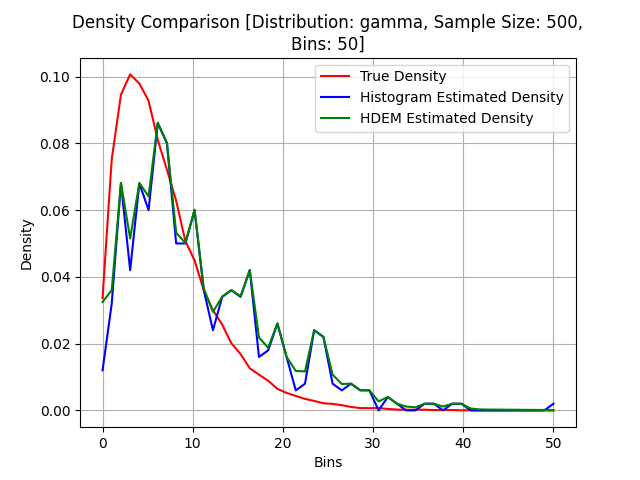 Density Comparison [Distribution: gamma, Sample Size: 500,
Bins: 50]
True Density
Histogram Estimated Density
HDEM Estimated Density
Density
0.10
0.08
0.06
0.04
0.02
0.00
0 10 20 30 40 50
Bins